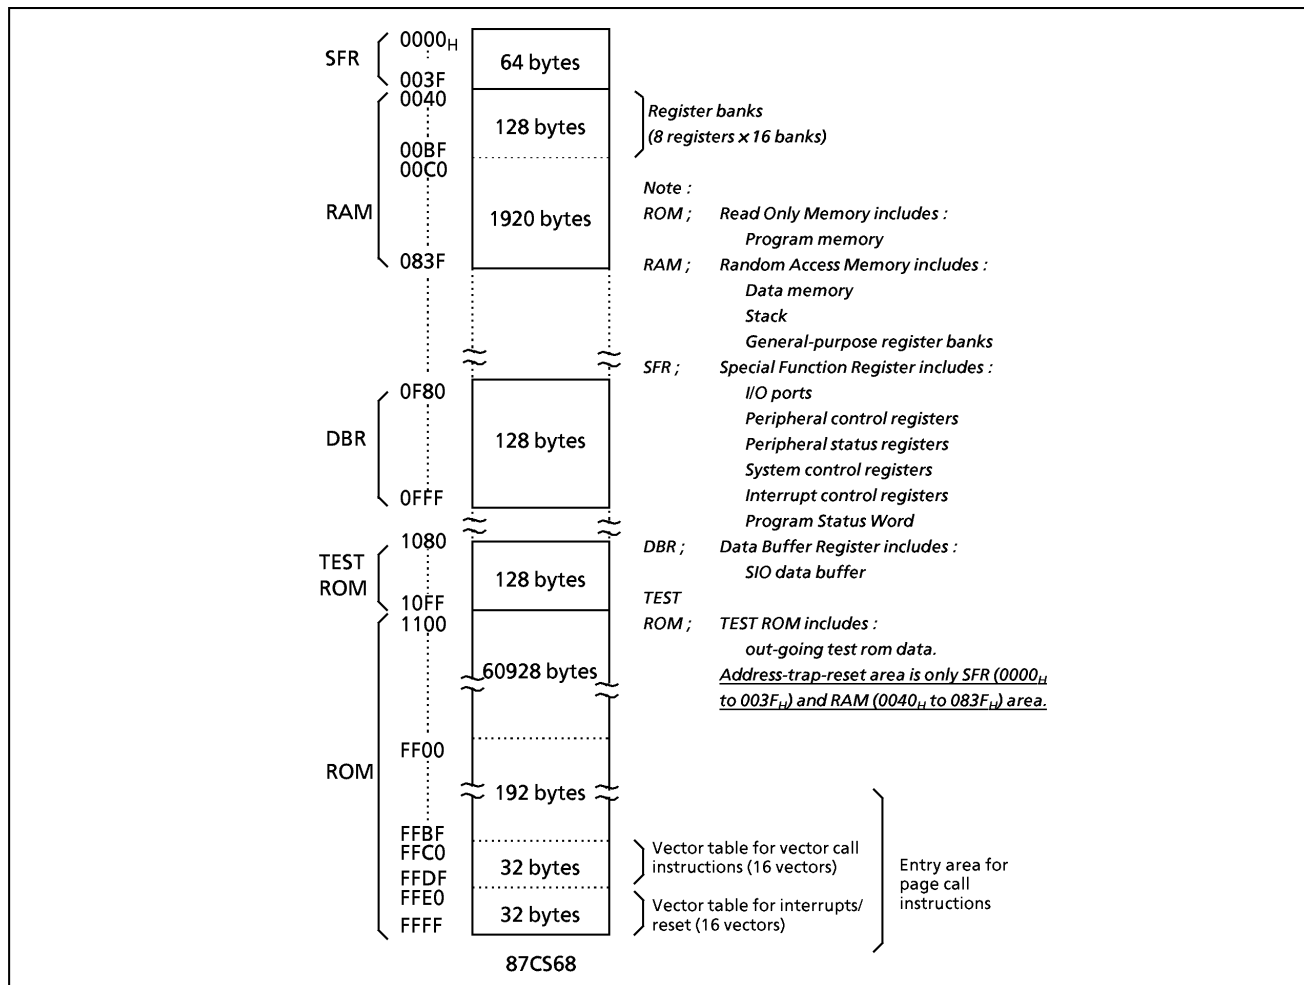 SFR
0000H
003F
64 bytes
RAM
0040
00BF
128 bytes
Register banks
(8 registers × 16 banks)
00C0
083F
1920 bytes
DBR
0F80
0FFF
128 bytes
TEST
ROM
1080
10FF
128 bytes
ROM
1100
60928 bytes
FF00
FFBF
192 bytes
FFC0
FFDF
32 bytes
Vector table for vector call
instructions (16 vectors)
FFE0
FFFF
32 bytes
Vector table for interrupts/
reset (16 vectors)
Entry area for
page call
instructions
87CS68
Note :
ROM ; Read Only Memory includes :
Program memory
RAM ; Random Access Memory includes :
Data memory
Stack
General-purpose register banks
SFR ; Special Function Register includes :
I/O ports
Peripheral control registers
Peripheral status registers
System control registers
Interrupt control registers
Program Status Word
DBR ; Data Buffer Register includes :
SIO data buffer
TEST
ROM ; TEST ROM includes :
out-going test rom data.
Address-trap-reset area is only SFR (0000H
to 003FH) and RAM (0040H to 083FH) area.